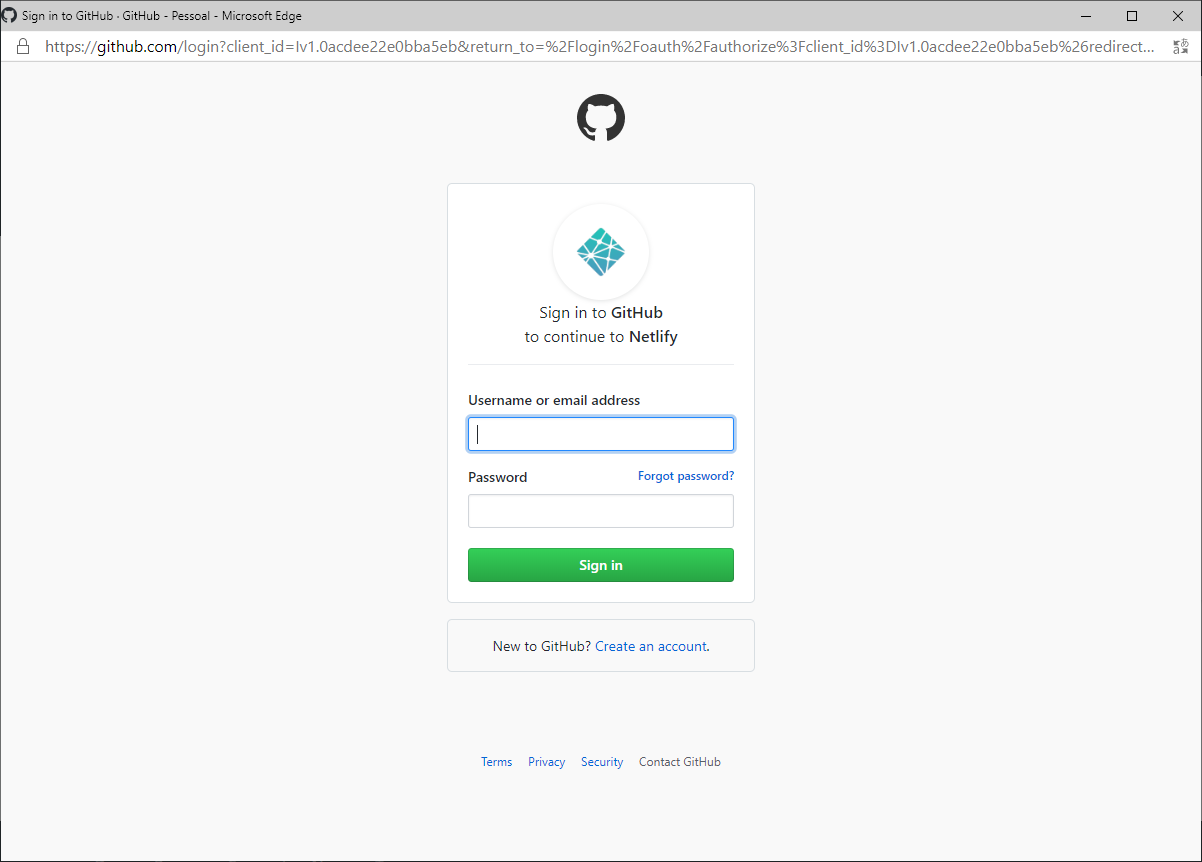 Sign in to GitHub · GitHub - Pessoal - Microsoft Edge
https://github.com/login?client_id=Iv1.0acdee22e0bba5eb&return_to=%2Flogin%2Foauth%2Fauthorize%3Fclient_id%3DIv1.0acdee22e0bba5eb%26redirect...
Sign in to GitHub
to continue to Netlify
Username or email address
Password Forgot password?
Sign in
New to GitHub? Create an account.
Terms Privacy Security Contact GitHub